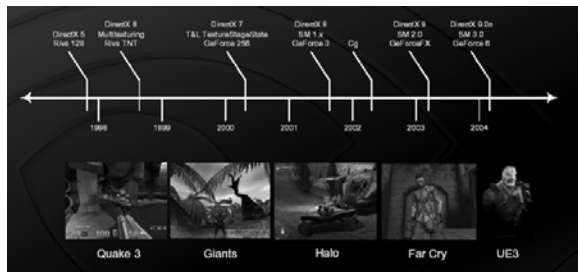 DirectX 5
Riva 128
DirectX 6
Multitexturing
Riva TNT
DirectX 7
T&L TextureStageState
GeForce 256
DirectX 8
SM 1.x
GeForce 3
Cg
DirectX 9
SM 2.0
GeForceFX
DirectX 9.0c
SM 3.0
GeForce 6
1998
1999
2000
2001
2002
2003
2004
Quake 3
Giants
Halo
Far Cry
UE3